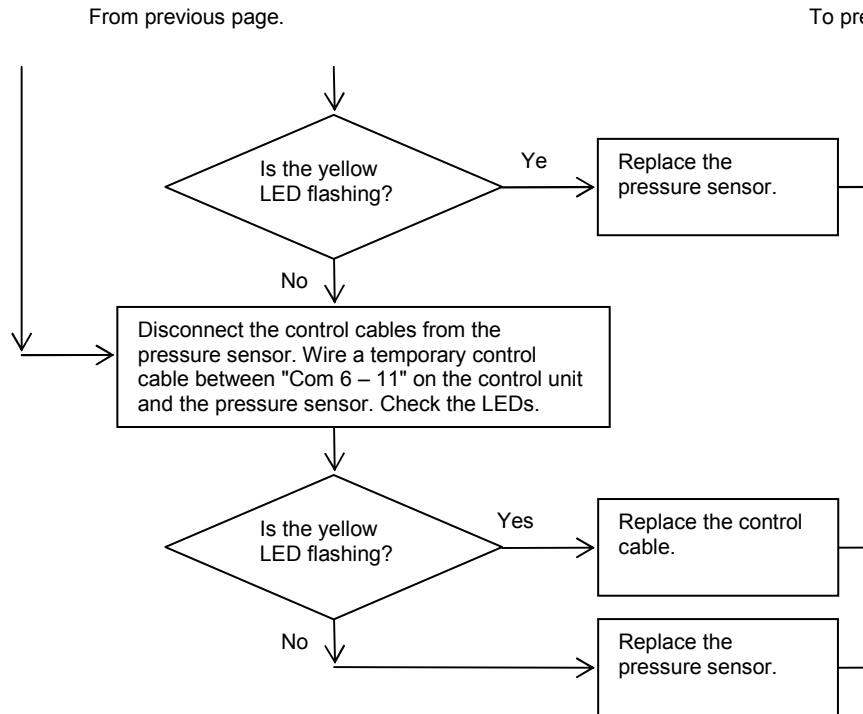 From previous page.
To pre
Is the yellow
LED flashing?
Ye
Replace the
pressure sensor.
No
Disconnect the control cables from the
pressure sensor. Wire a temporary control
cable between "Com 6 – 11" on the control unit
and the pressure sensor. Check the LEDs.
Is the yellow
LED flashing?
Yes
Replace the control
cable.
No
Replace the
pressure sensor.